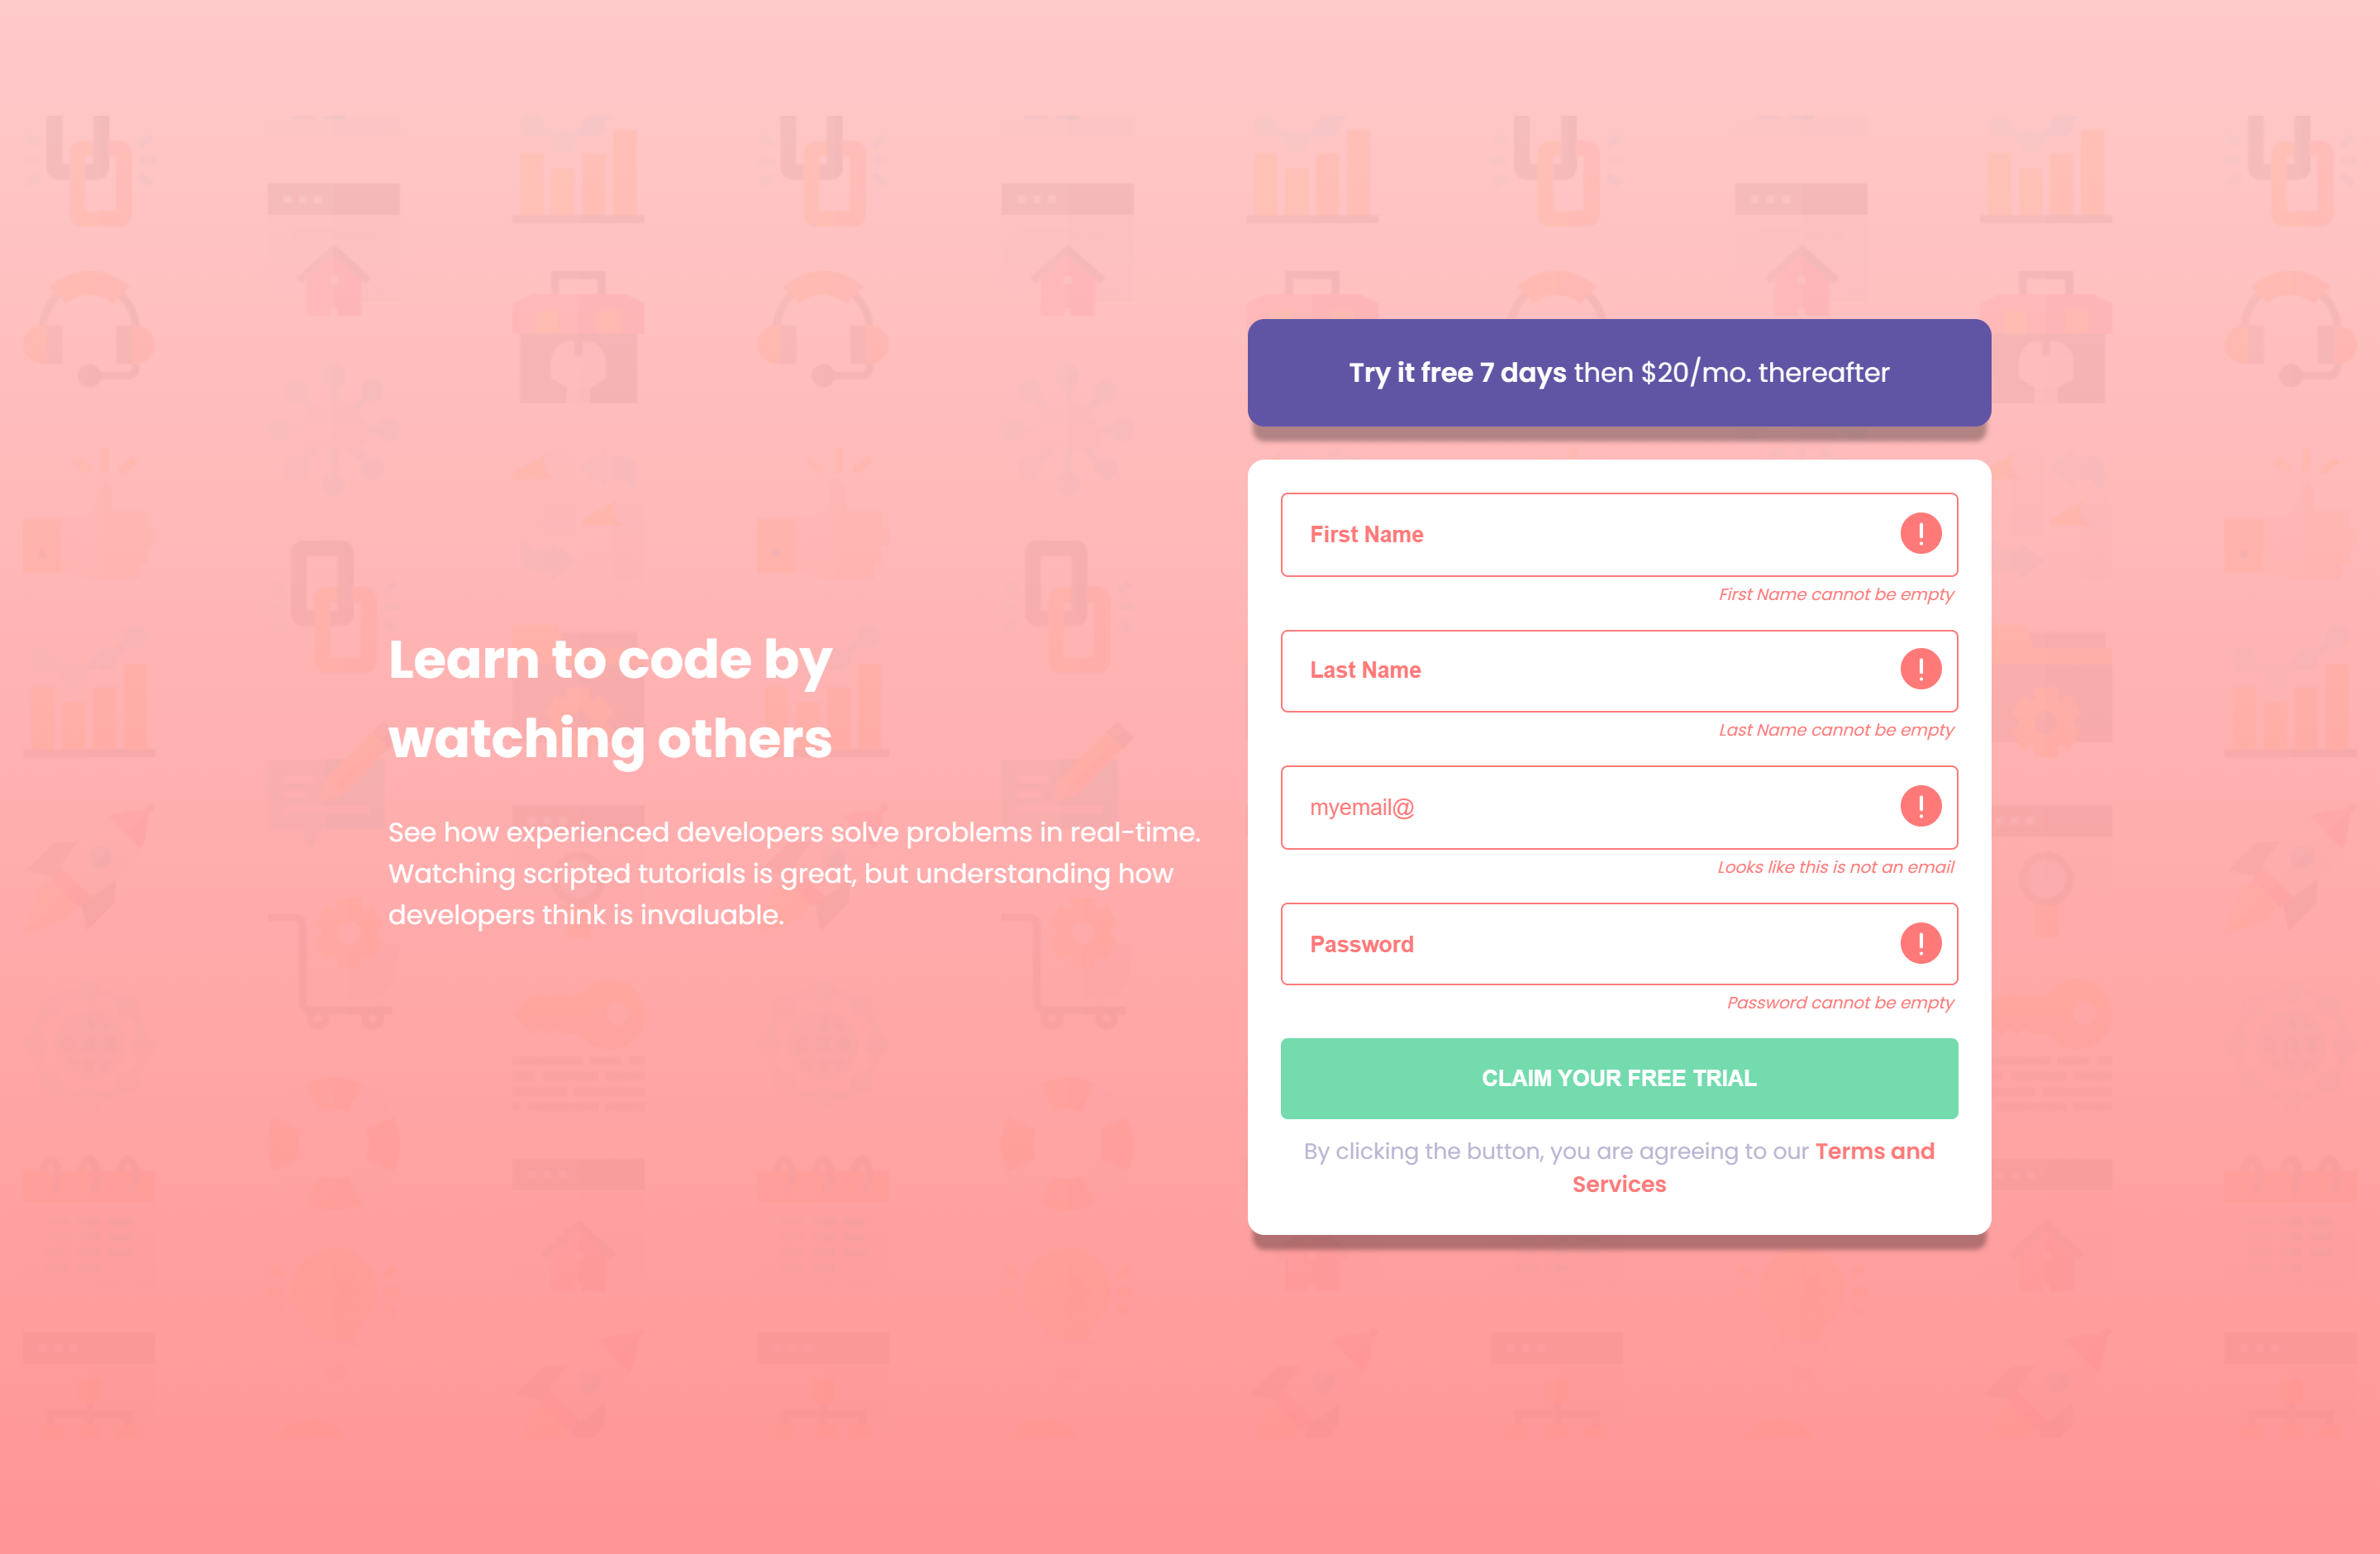 Learn to code by
watching others
See how experienced developers solve problems in real-time.
Watching scripted tutorials is great, but understanding how
developers think is invaluable.
Try it free 7 days then $20/mo. thereafter
First Name
First Name cannot be empty
Last Name
Last Name cannot be empty
myemail@
Looks like this is not an email
Password
Password cannot be empty
CLAIM YOUR FREE TRIAL
By clicking the button, you are agreeing to our Terms and
Services